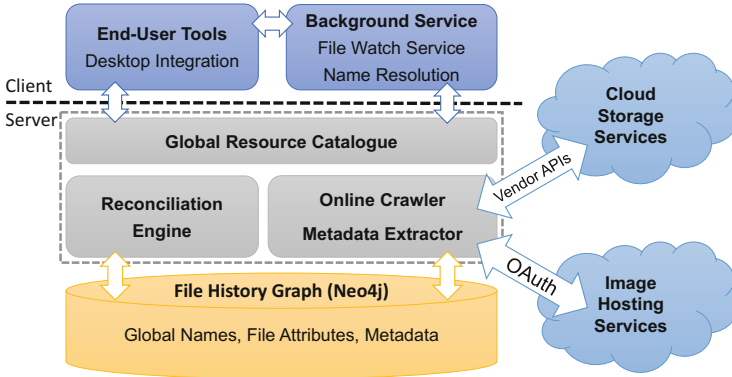 End-User Tools
Desktop Integration
Background Service
File Watch Service
Name Resolution
Client
Server
Cloud
Storage
Services
Global Resource Catalogue
Vendor APIs
Reconciliation
Engine
Online Crawler
Metadata Extractor
OAuth
Image
Hosting
Services
File History Graph (Neo4j)
Global Names, File Attributes, Metadata